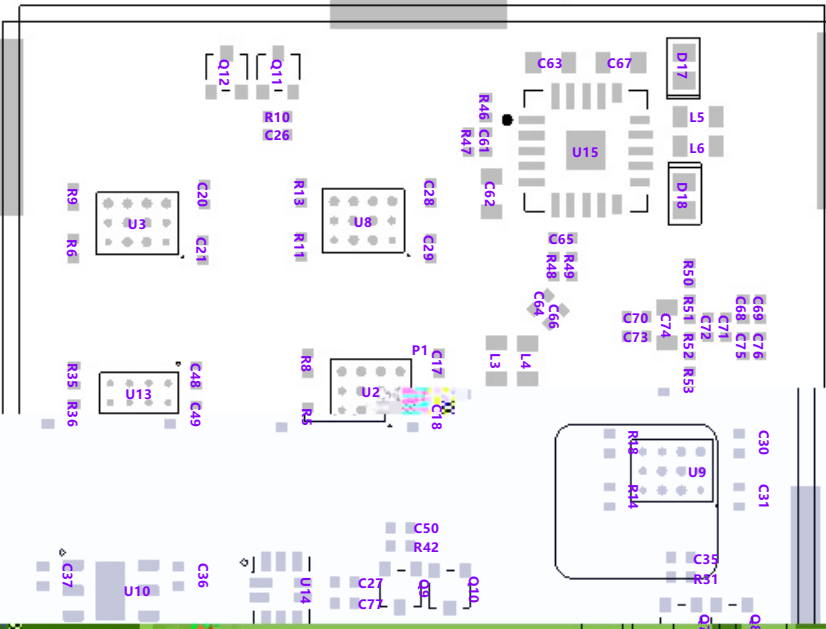 C63
C67
D17
Q12
Q11
R46
R10
C26
L5
R47
C61
L6
U15
R9
C20
R13
C28
C62
D18
U3
U8
R6
C21
R11
C29
C65
R48
R49
R50
C64
C66
R51
C68
C69
C70
C74
C72
C71
C73
R52
C75
C76
P1
R8
C17
L3
L4
R35
C48
R53
U13
U2
R36
C49
R5
C18
R18
C30
U9
R14
C31
C50
R42
C35
R31
C37
C36
C27
Q9
Q10
U10
U14
C77